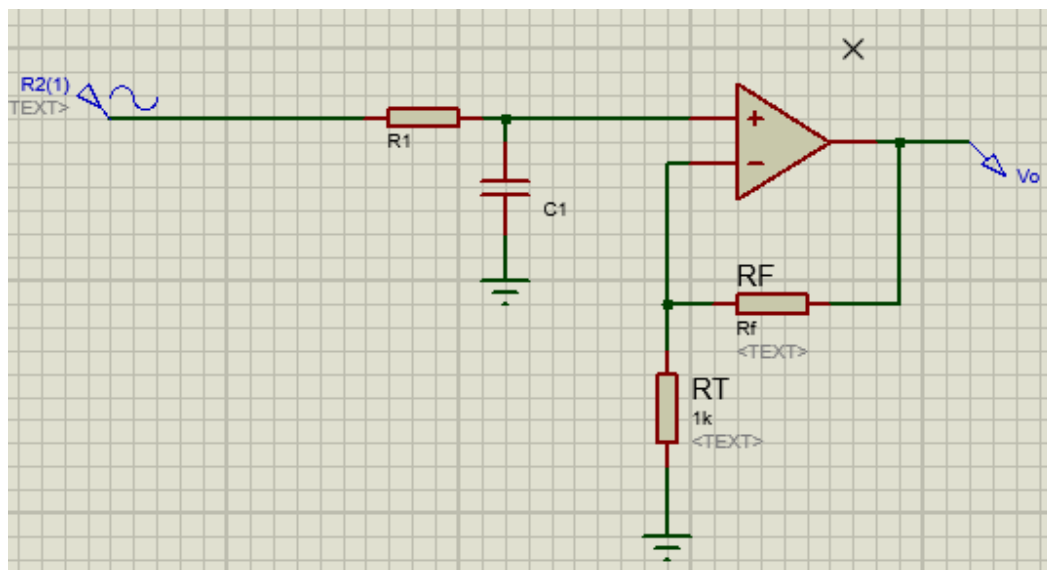 R2(1)
TEXT>
R1
C1
+
−
Vo
RF
Rf
<TEXT>
RT
1k
<TEXT>